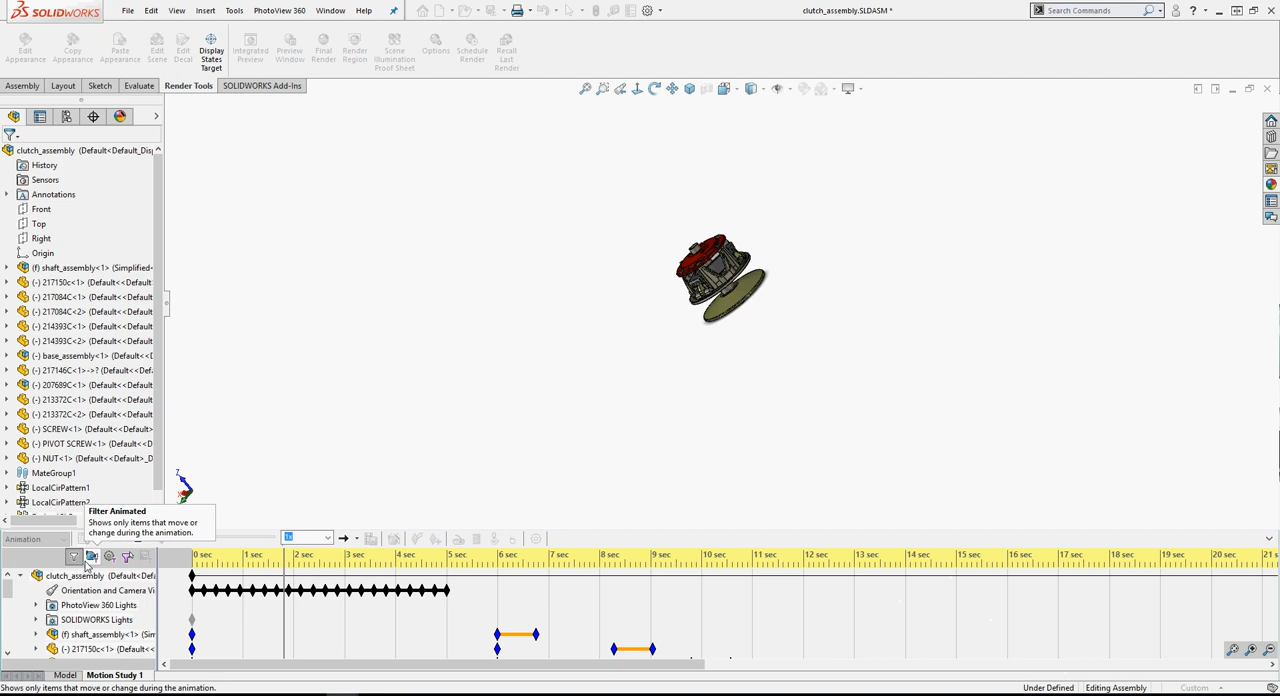 SOLIDWORKS File Edit View Insert Tools PhotoView 360 Window Help clutch_assembly.SLDASM * Search Commands
Edit Appearance
Copy Appearance
Paste Appearance
Edit Scene
Edit Decal
Display States Target
Integrated Preview
Preview Window
Final Render
Render Region
Scene Illumination Proof Sheet
Options
Schedule Render
Recall Last Render
Assembly Layout Sketch Evaluate Render Tools SOLIDWORKS Add-Ins
clutch_assembly (Default<Default_Dis
History
Sensors
Annotations
Front
Top
Right
Origin
(f) shaft_assembly<1> (Simplified<
(-) 217150c<1> (Default<<Default
(-) 217084C<1> (Default<<Default
(-) 217084C<2> (Default<<Default
(-) 214393C<1> (Default<<Default
(-) 214393C<2> (Default<<Default
(-) base_assembly<1> (Default<<D
(-) 217146C<1>->? (Default<<Def
(-) 207689C<1> (Default<<Default
(-) 213372C<1> (Default<<Default
(-) 213372C<2> (Default<<Default
(-) SCREW<1> (Default<<Default>
(-) PIVOT SCREW<1> (Default<<D
(-) NUT<1> (Default<<Default>_D
MateGroup1
LocalCirPattern1
LocalCirPattern2
Z
Filter Animated
Shows only items that move or
change during the animation.
Animation 1x
0 sec 1 sec 2 sec 3 sec 4 sec 5 sec 6 sec 7 sec 8 sec 9 sec 10 sec 11 sec 12 sec 13 sec 14 sec 15 sec 16 sec 17 sec 18 sec 19 sec 20 sec 21 s
clutch_assembly (Default<Defa
Orientation and Camera Vi
PhotoView 360 Lights
SOLIDWORKS Lights
(f) shaft_assembly<1> (Sim
(-) 217150c<1> (Default<<
Model Motion Study 1
Shows only items that move or change during the animation. Under Defined Editing Assembly Custom